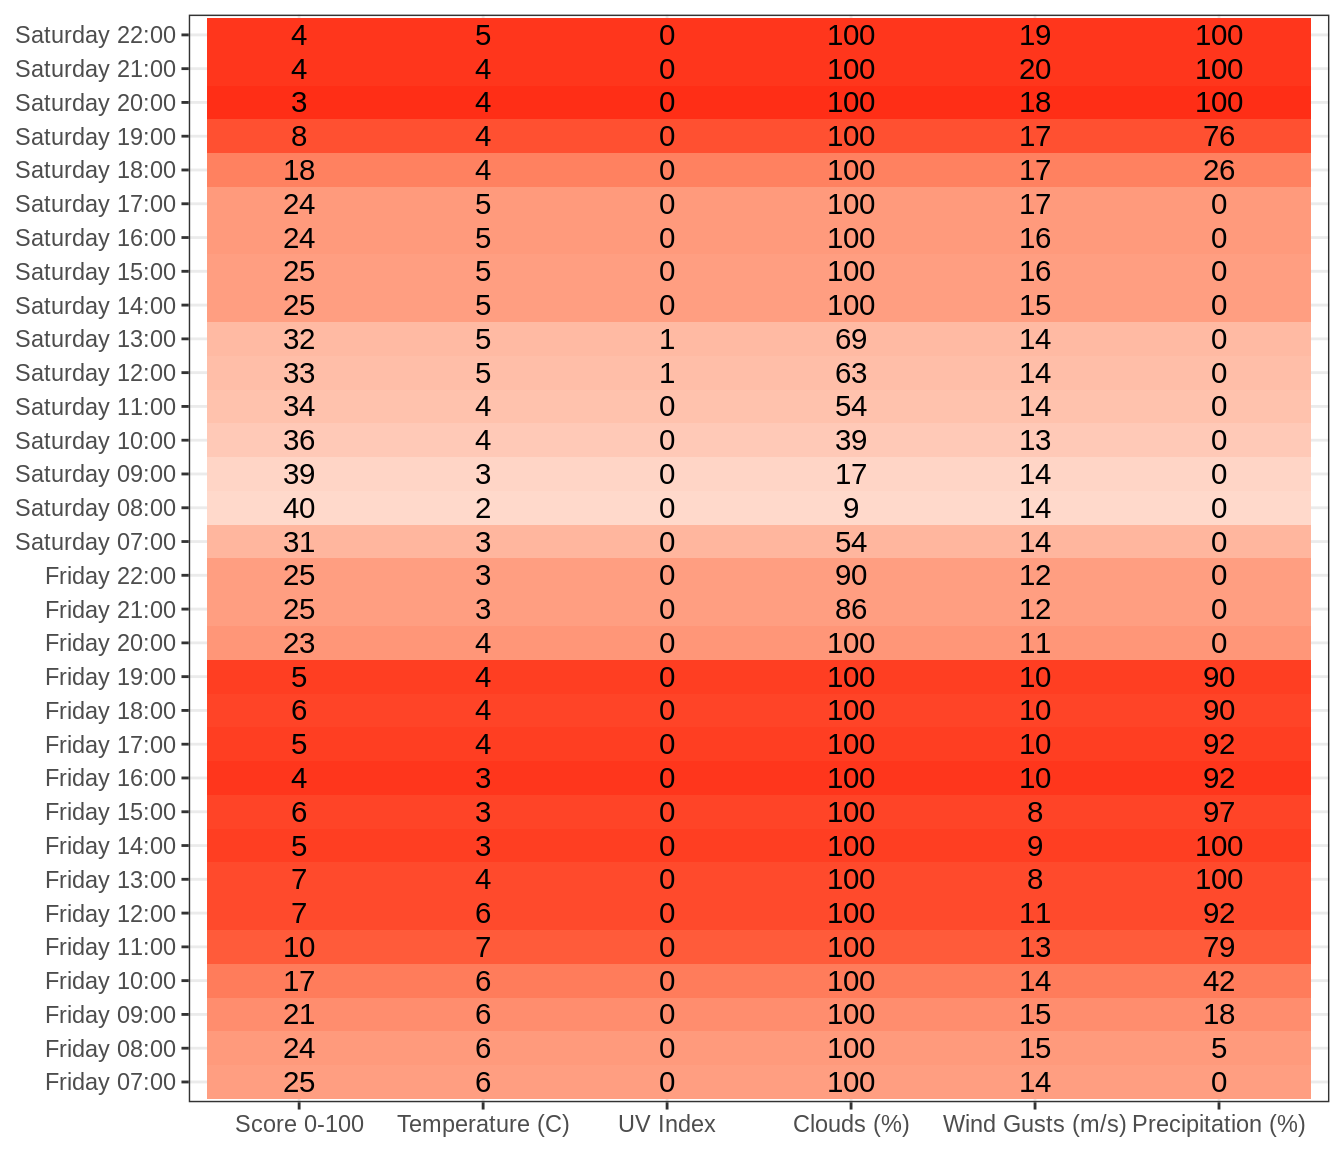 Saturday 22:00 4 5 0 100 19 100
Saturday 21:00 4 4 0 100 20 100
Saturday 20:00 3 4 0 100 18 100
Saturday 19:00 8 4 0 100 17 76
Saturday 18:00 18 4 0 100 17 26
Saturday 17:00 24 5 0 100 17 0
Saturday 16:00 24 5 0 100 16 0
Saturday 15:00 25 5 0 100 16 0
Saturday 14:00 25 5 0 100 15 0
Saturday 13:00 32 5 1 69 14 0
Saturday 12:00 33 5 1 63 14 0
Saturday 11:00 34 4 0 54 14 0
Saturday 10:00 36 4 0 39 13 0
Saturday 09:00 39 3 0 17 14 0
Saturday 08:00 40 2 0 9 14 0
Saturday 07:00 31 3 0 54 14 0
Friday 22:00 25 3 0 90 12 0
Friday 21:00 25 3 0 86 12 0
Friday 20:00 23 4 0 100 11 0
Friday 19:00 5 4 0 100 10 90
Friday 18:00 6 4 0 100 10 90
Friday 17:00 5 4 0 100 10 92
Friday 16:00 4 3 0 100 10 92
Friday 15:00 6 3 0 100 8 97
Friday 14:00 5 3 0 100 9 100
Friday 13:00 7 4 0 100 8 100
Friday 12:00 7 6 0 100 11 92
Friday 11:00 10 7 0 100 13 79
Friday 10:00 17 6 0 100 14 42
Friday 09:00 21 6 0 100 15 18
Friday 08:00 24 6 0 100 15 5
Friday 07:00 25 6 0 100 14 0
Score 0-100 Temperature (C) UV Index Clouds (%) Wind Gusts (m/s) Precipitation (%)